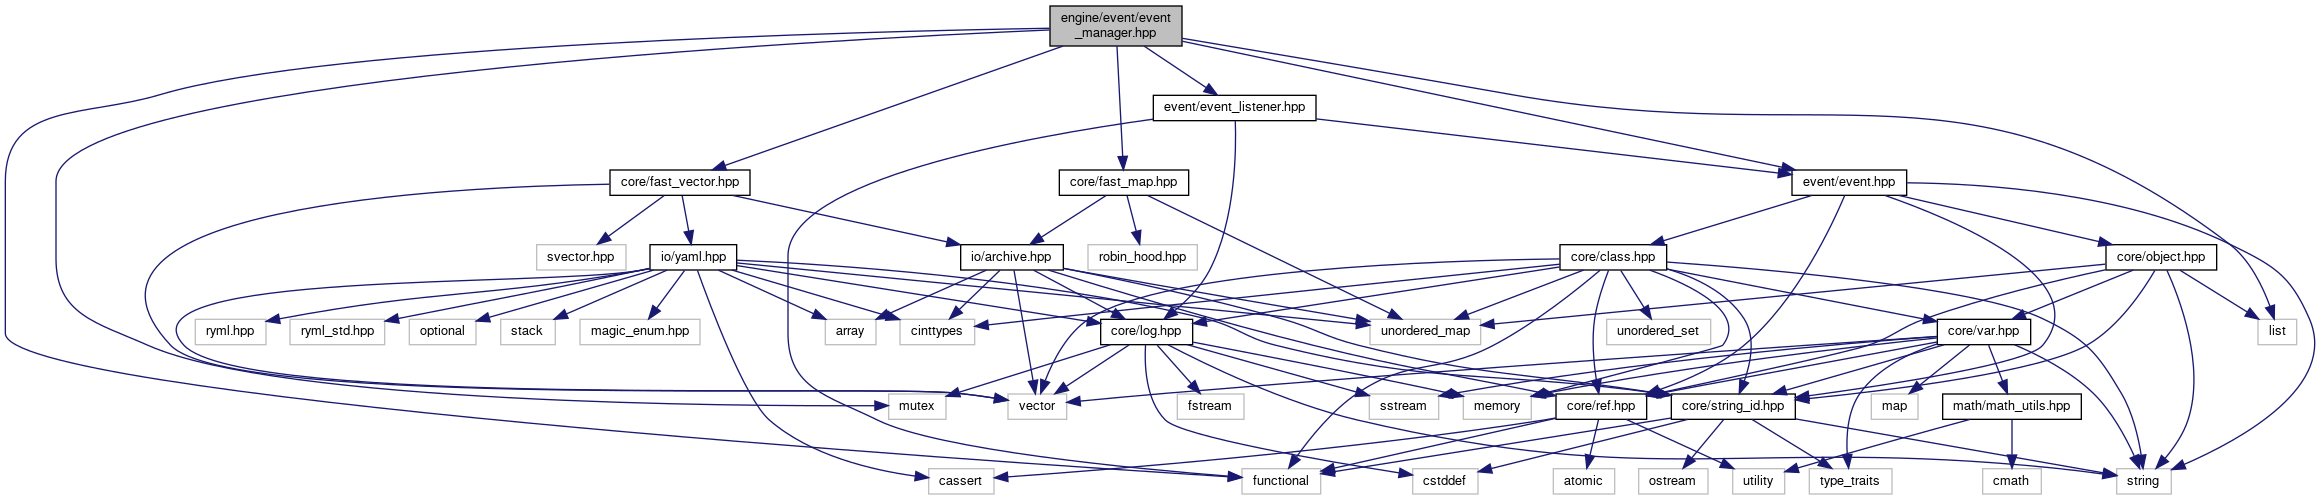 engine/event/event
_manager.hpp
event/event_listener.hpp
core/fast_vector.hpp
core/fast_map.hpp
event/event.hpp
svector.hpp
io/yaml.hpp
io/archive.hpp
robin_hood.hpp
core/class.hpp
core/object.hpp
ryml.hpp
ryml_std.hpp
optional
stack
magic_enum.hpp
array
cinttypes
core/log.hpp
unordered_map
unordered_set
core/var.hpp
list
mutex
vector
fstream
sstream
memory
core/ref.hpp
core/string_id.hpp
map
math/math_utils.hpp
cassert
functional
cstddef
atomic
ostream
utility
type_traits
cmath
string